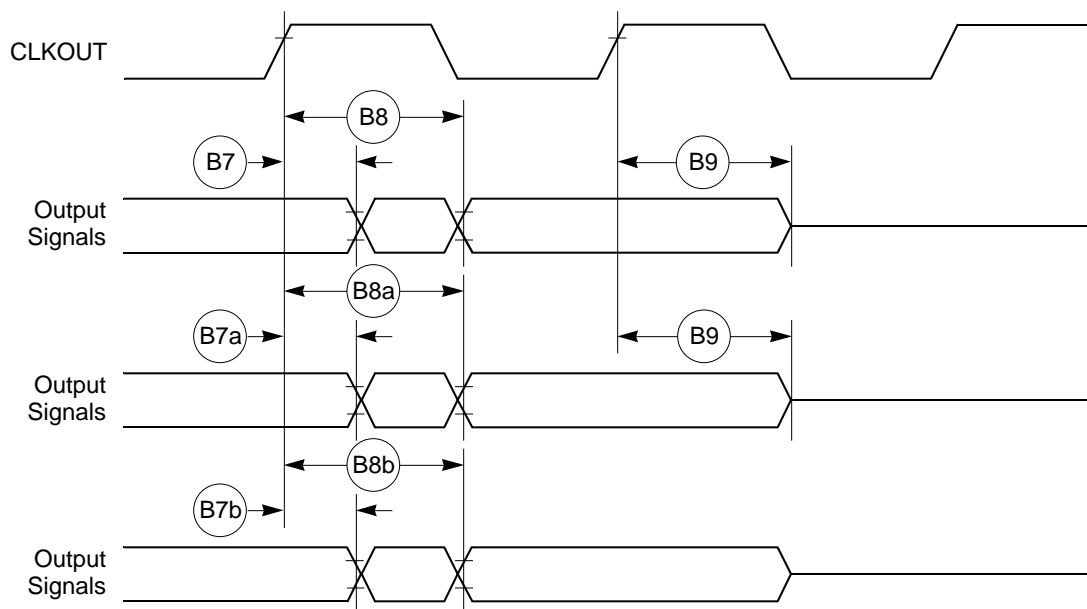 CLKOUT
B8
B7
B9
Output
Signals
B8a
B7a
B9
Output
Signals
B8b
B7b
Output
Signals